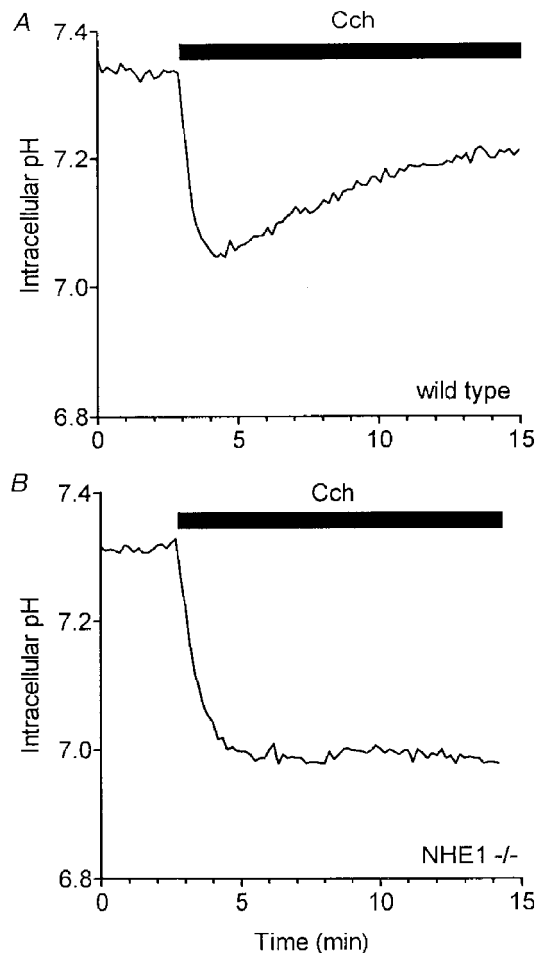 A
Cch
7.4
7.2
7.0
6.8
Intracellular pH
wild type
0
5
10
15
B
Cch
7.4
7.2
7.0
6.8
Intracellular pH
NHE1 -/-
0
5
10
15
Time (min)